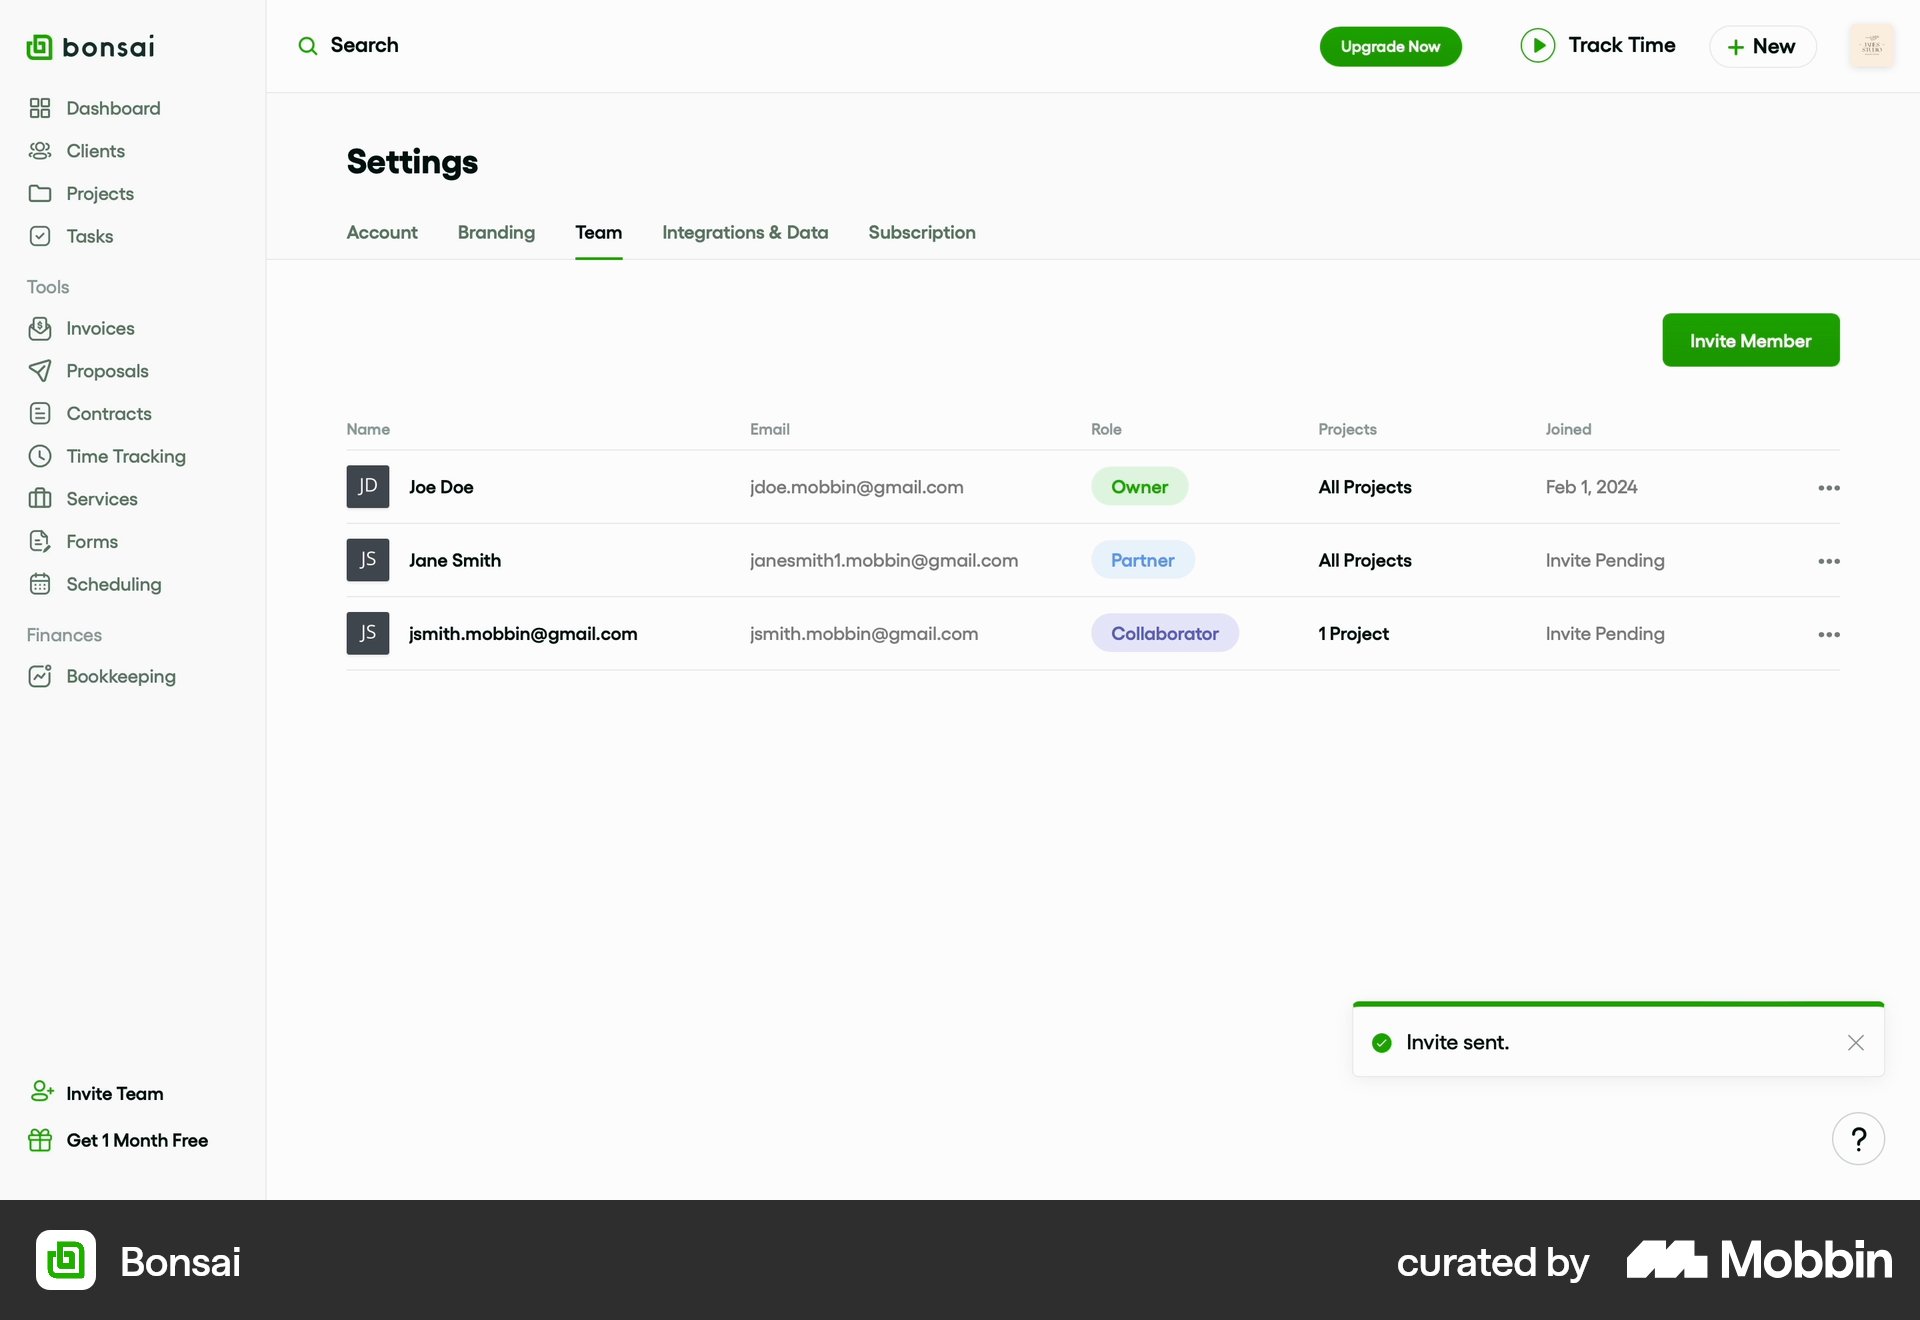 bonsai
Search
Upgrade Now
Track Time
New
Dashboard
Clients
Projects
Tasks
Tools
Invoices
Proposals
Contracts
Time Tracking
Services
Forms
Scheduling
Finances
Bookkeeping
Invite Team
Get 1 Month Free
Settings
Account Branding Team Integrations & Data Subscription
Invite Member
Name Email Role Projects Joined
JD Joe Doe jdoe.mobbin@gmail.com Owner All Projects Feb 1, 2024
JS Jane Smith janesmith1.mobbin@gmail.com Partner All Projects Invite Pending
JS jsmith.mobbin@gmail.com jsmith.mobbin@gmail.com Collaborator 1 Project Invite Pending
Invite sent.
?
Bonsai
curated by Mobbin